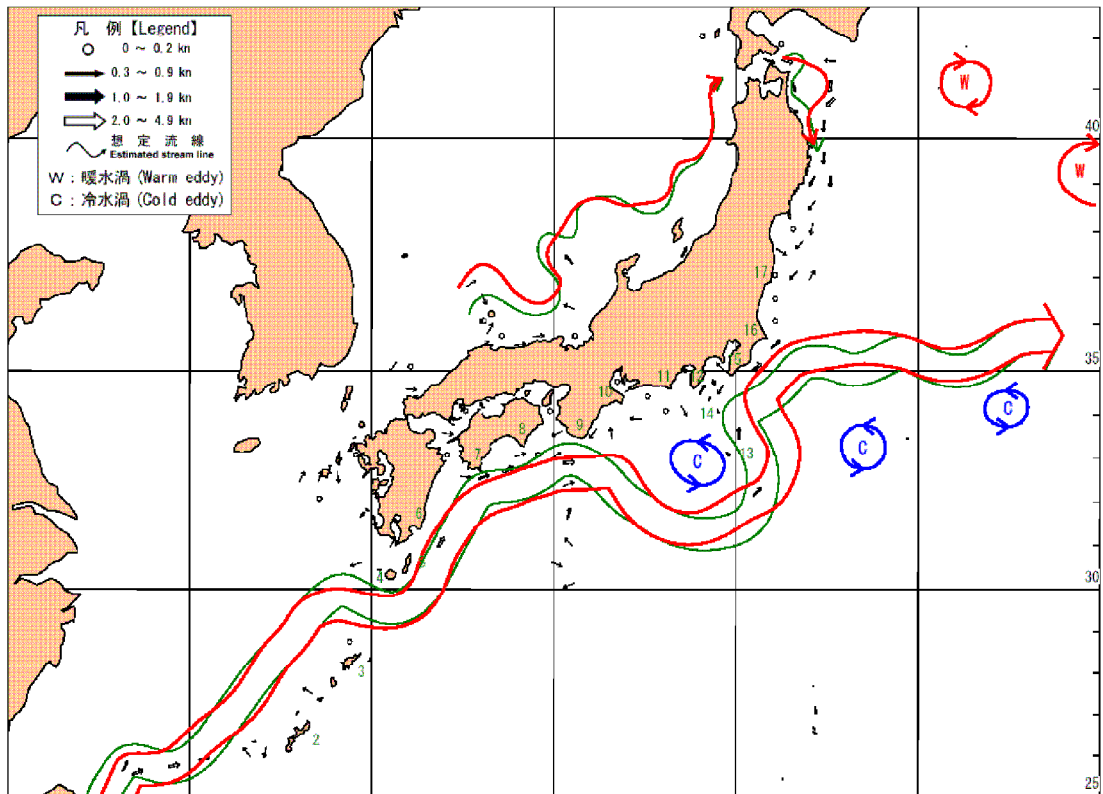 凡 例【Legend】
0 ～ 0.2 kn
0.3 ～ 0.9 kn
1.0 ～ 1.9 kn
2.0 ～ 4.9 kn
想 定 流 線
Estimated stream line
W : 暖水渦 (Warm eddy)
C : 冷水渦 (Cold eddy)
W
40
W
17
16
15
35
10
11
14
C
9
8
7
13
C
C
6
5
4
30
3
2
25